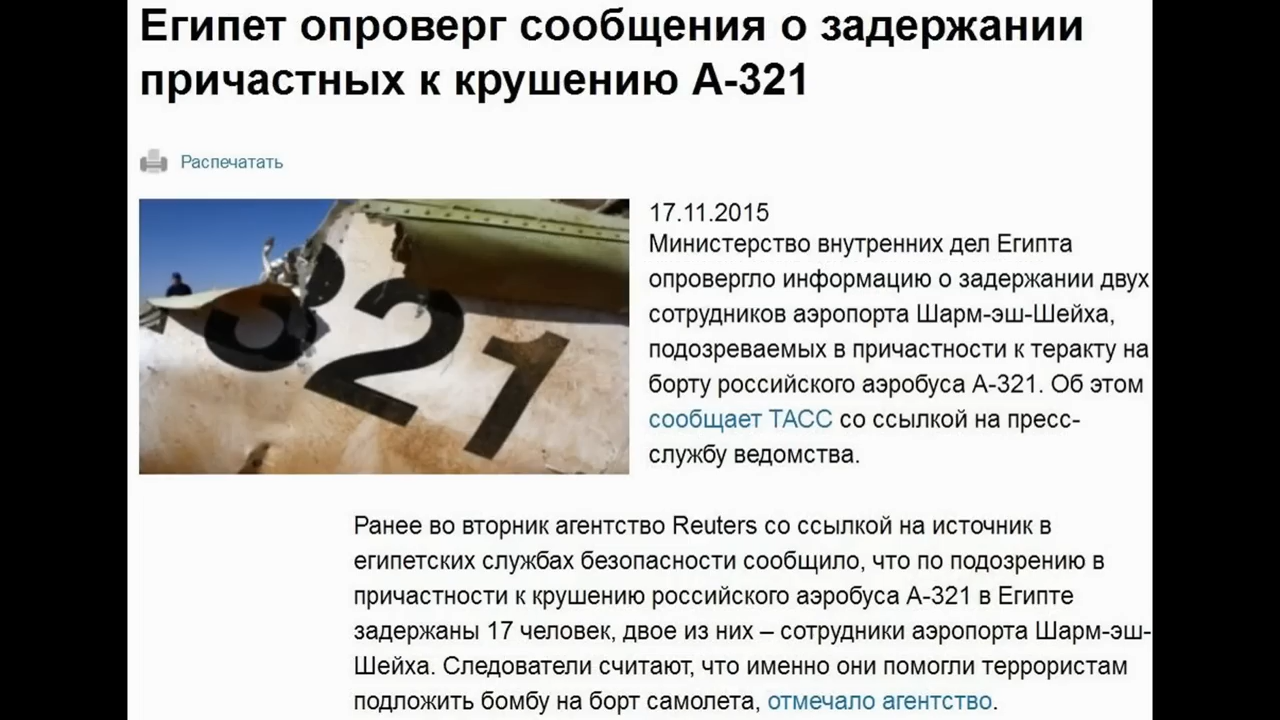 Египет опроверг сообщения о задержании
причастных к крушению А-321
Распечатать
321
17.11.2015
Министерство внутренних дел Египта
опровергло информацию о задержании двух
сотрудников аэропорта Шарм-эш-Шейха,
подозреваемых в причастности к теракту на
борту российского аэробуса А-321. Об этом
сообщает ТАСС со ссылкой на пресс-
службу ведомства.
Ранее во вторник агентство Reuters со ссылкой на источник в
египетских службах безопасности сообщило, что по подозрению в
причастности к крушению российского аэробуса А-321 в Египте
задержаны 17 человек, двое из них – сотрудники аэропорта Шарм-эш-
Шейха. Следователи считают, что именно они помогли террористам
подложить бомбу на борт самолета, отмечало агентство.